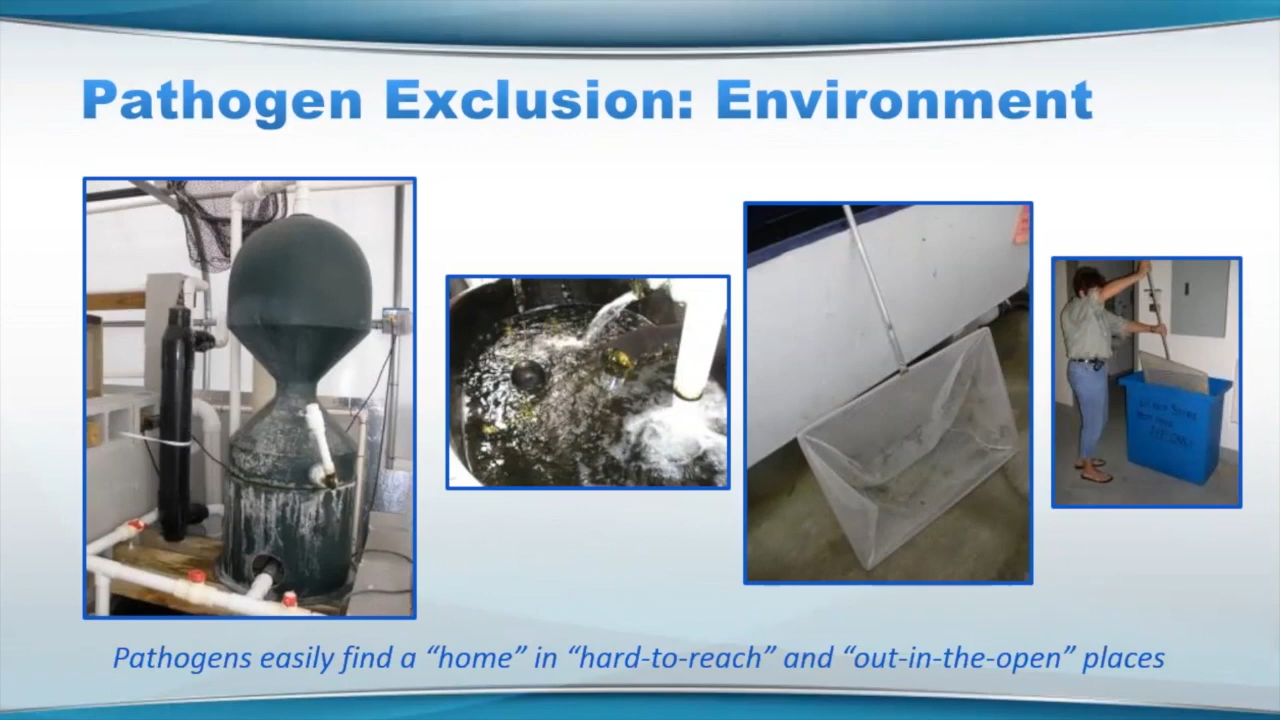 Pathogen Exclusion: Environment
Pathogens easily find a “home” in “hard-to-reach” and “out-in-the-open” places